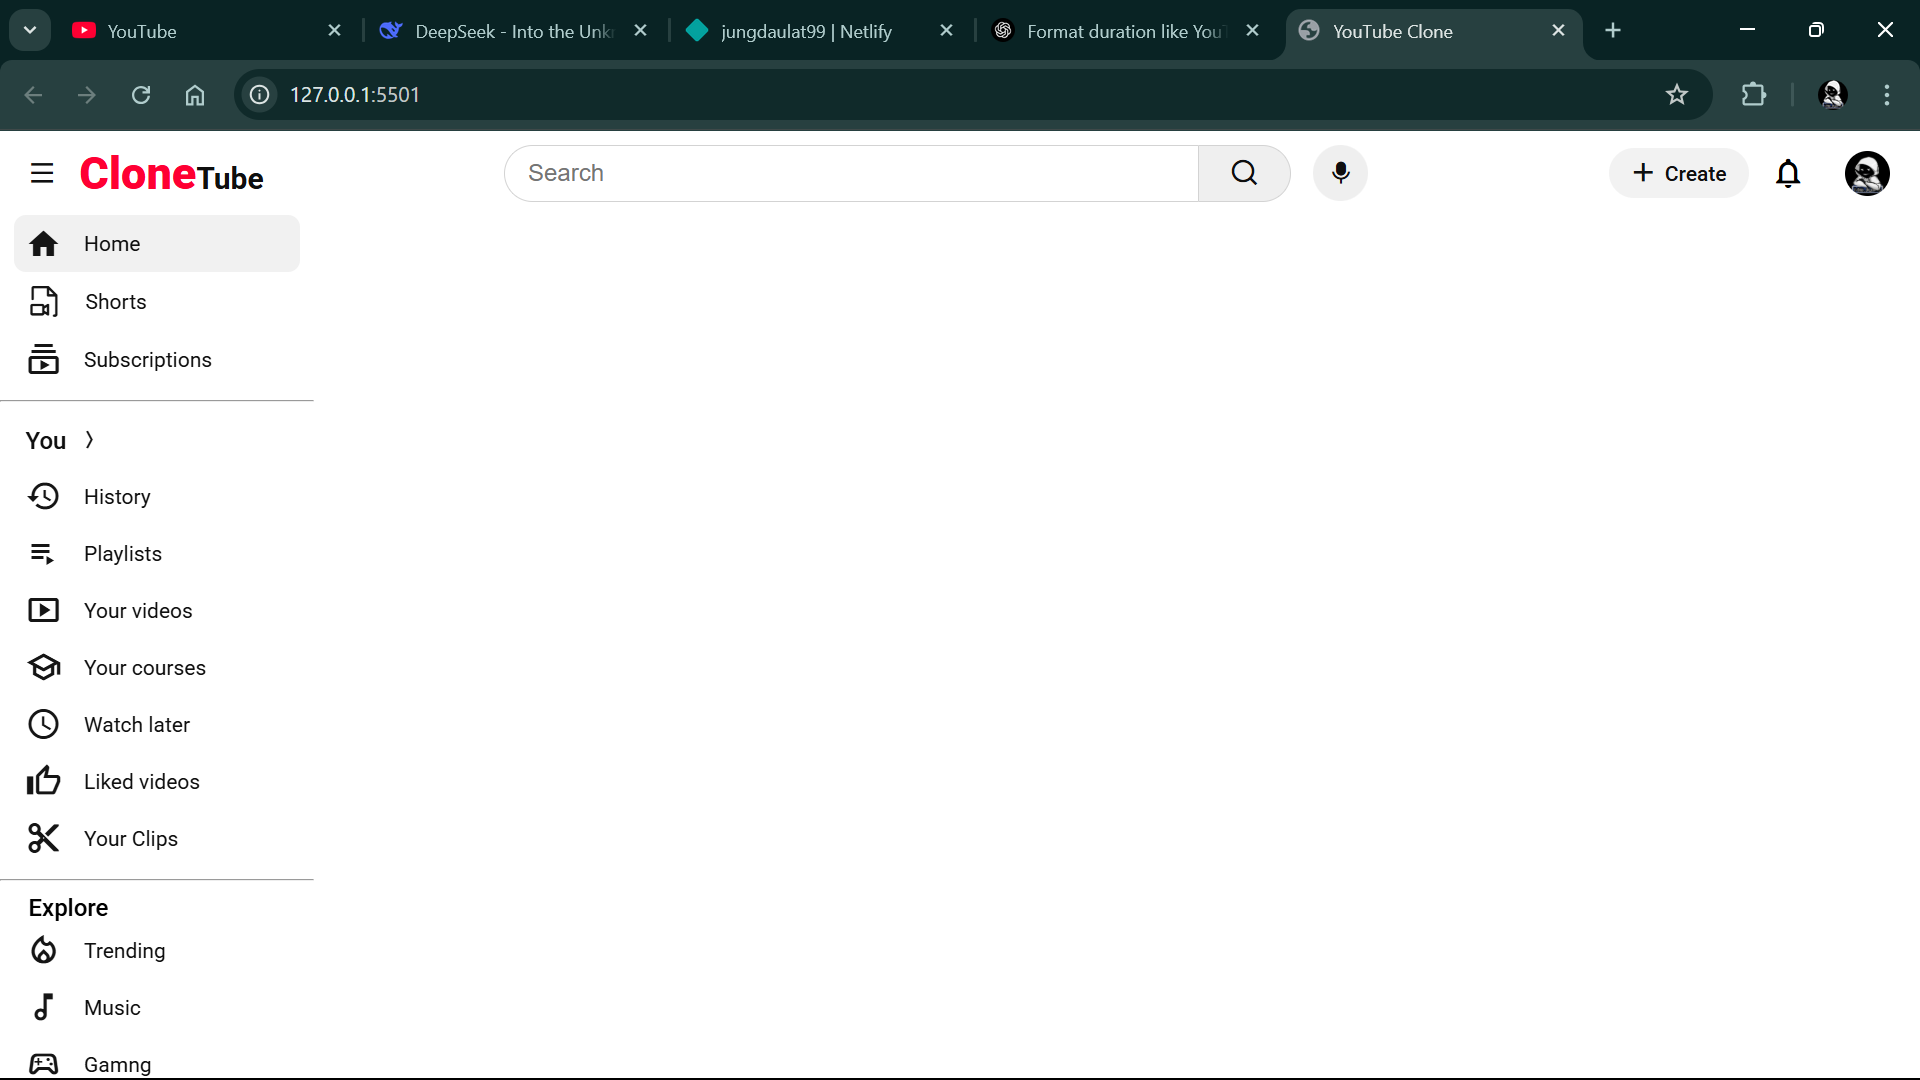 YouTube
DeepSeek - Into the Unk
jungdaulat99 | Netlify
Format duration like You
YouTube Clone
127.0.0.1:5501
CloneTube
Search
Create
Home
Shorts
Subscriptions
You
History
Playlists
Your videos
Your courses
Watch later
Liked videos
Your Clips
Explore
Trending
Music
Gamng